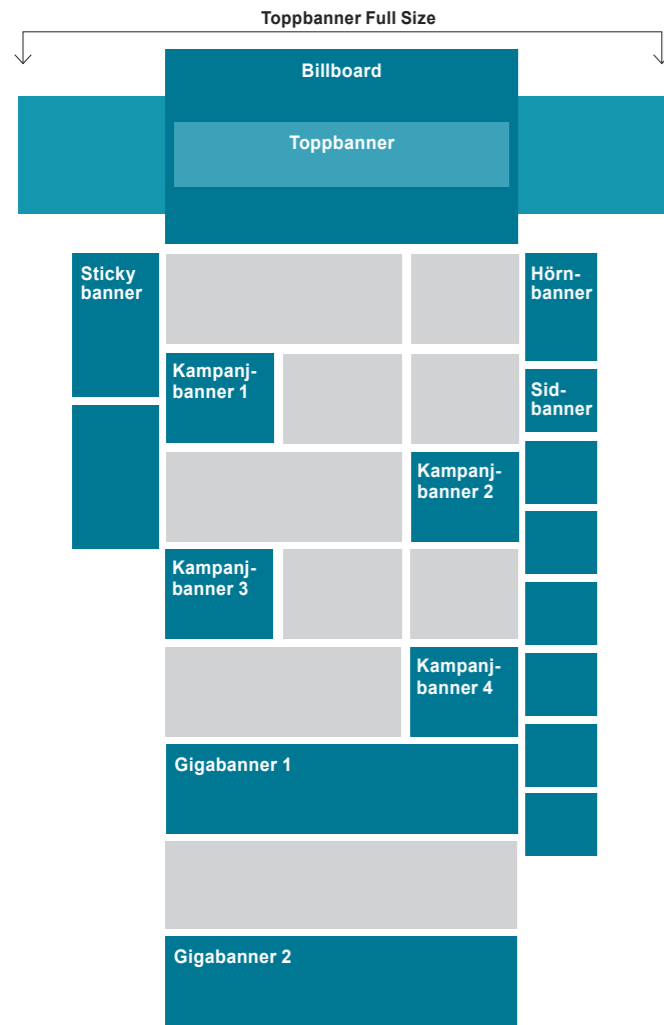 Toppbanner Full Size
Billboard
Toppbanner
Sticky
banner
Hörn-
banner
Kampanj-
banner 1
Sid-
banner
Kampanj-
banner 2
Kampanj-
banner 3
Kampanj-
banner 4
Gigabanner 1
Gigabanner 2